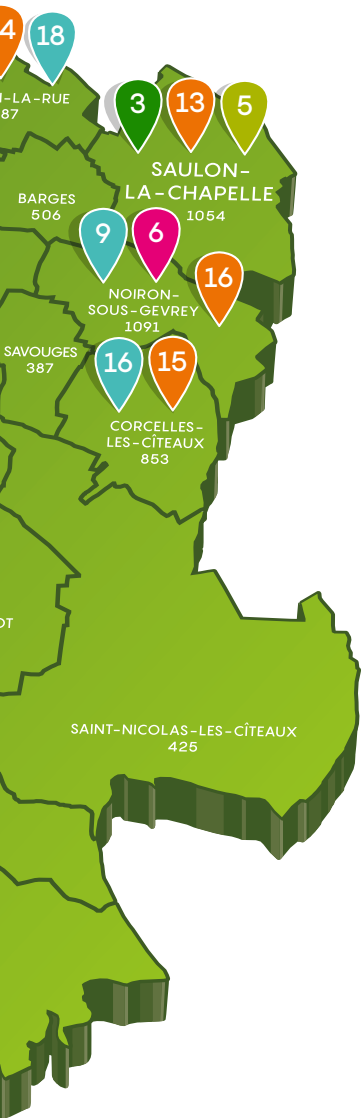 4 18
-LA-RUE
87
3 13 5
SAULON-
LA-CHAPELLE
1054
BARGES
506
9 6
16
NOIRON-
SOUS-GEVREY
1091
SAVOUGES
387
16 15
CORCELLES-
LES-CÎTEAUX
853
OT
SAINT-NICOLAS-LES-CÎTEAUX
425